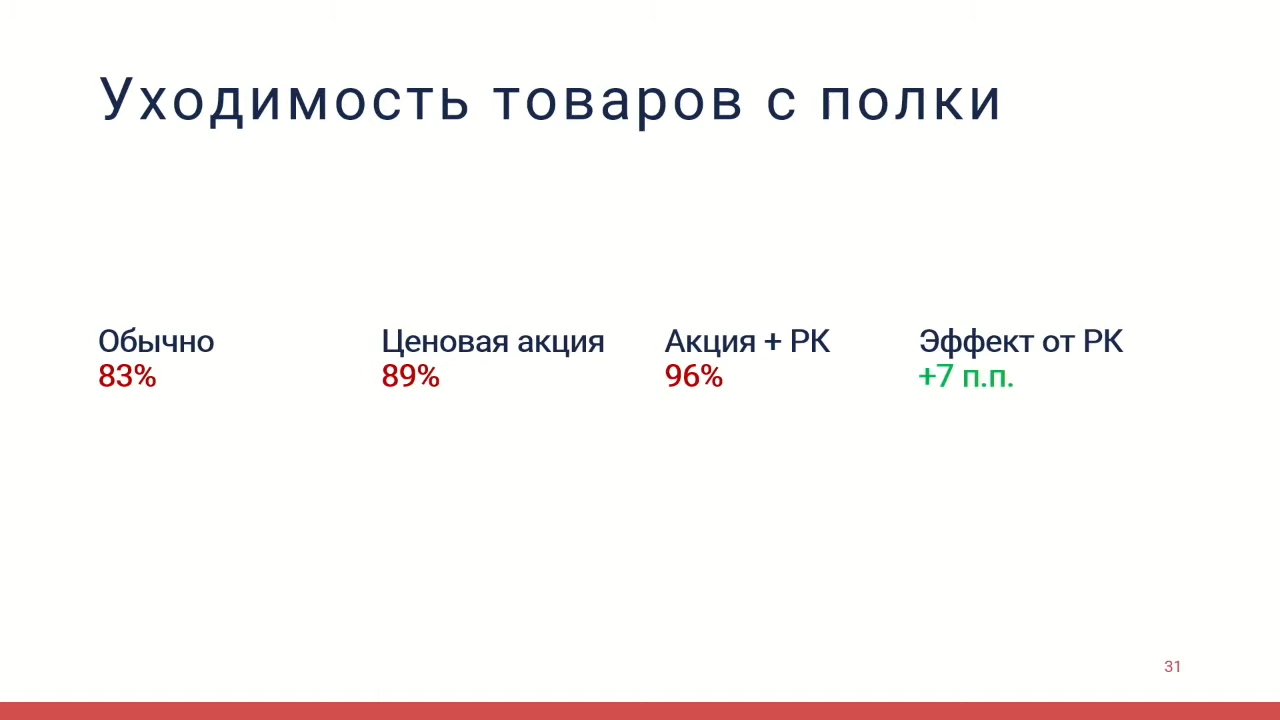 Уходимость товаров с полки
Обычно
83%
Ценовая акция
89%
Акция + РК
96%
Эффект от РК
+7 п.п.
31